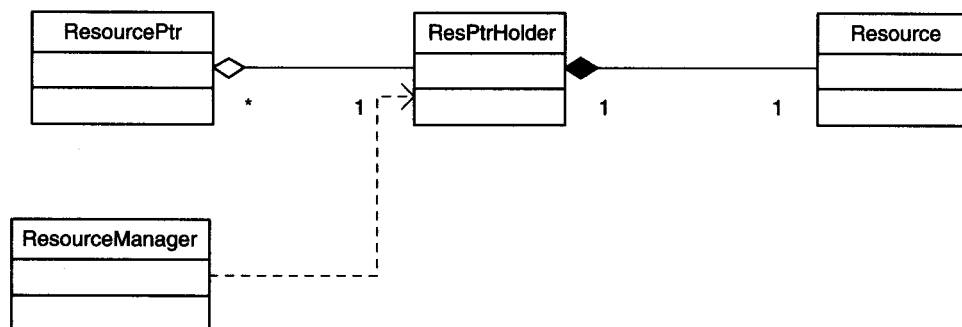 ResourcePtr
ResPtrHolder
Resource
*
1
1
1
ResourceManager